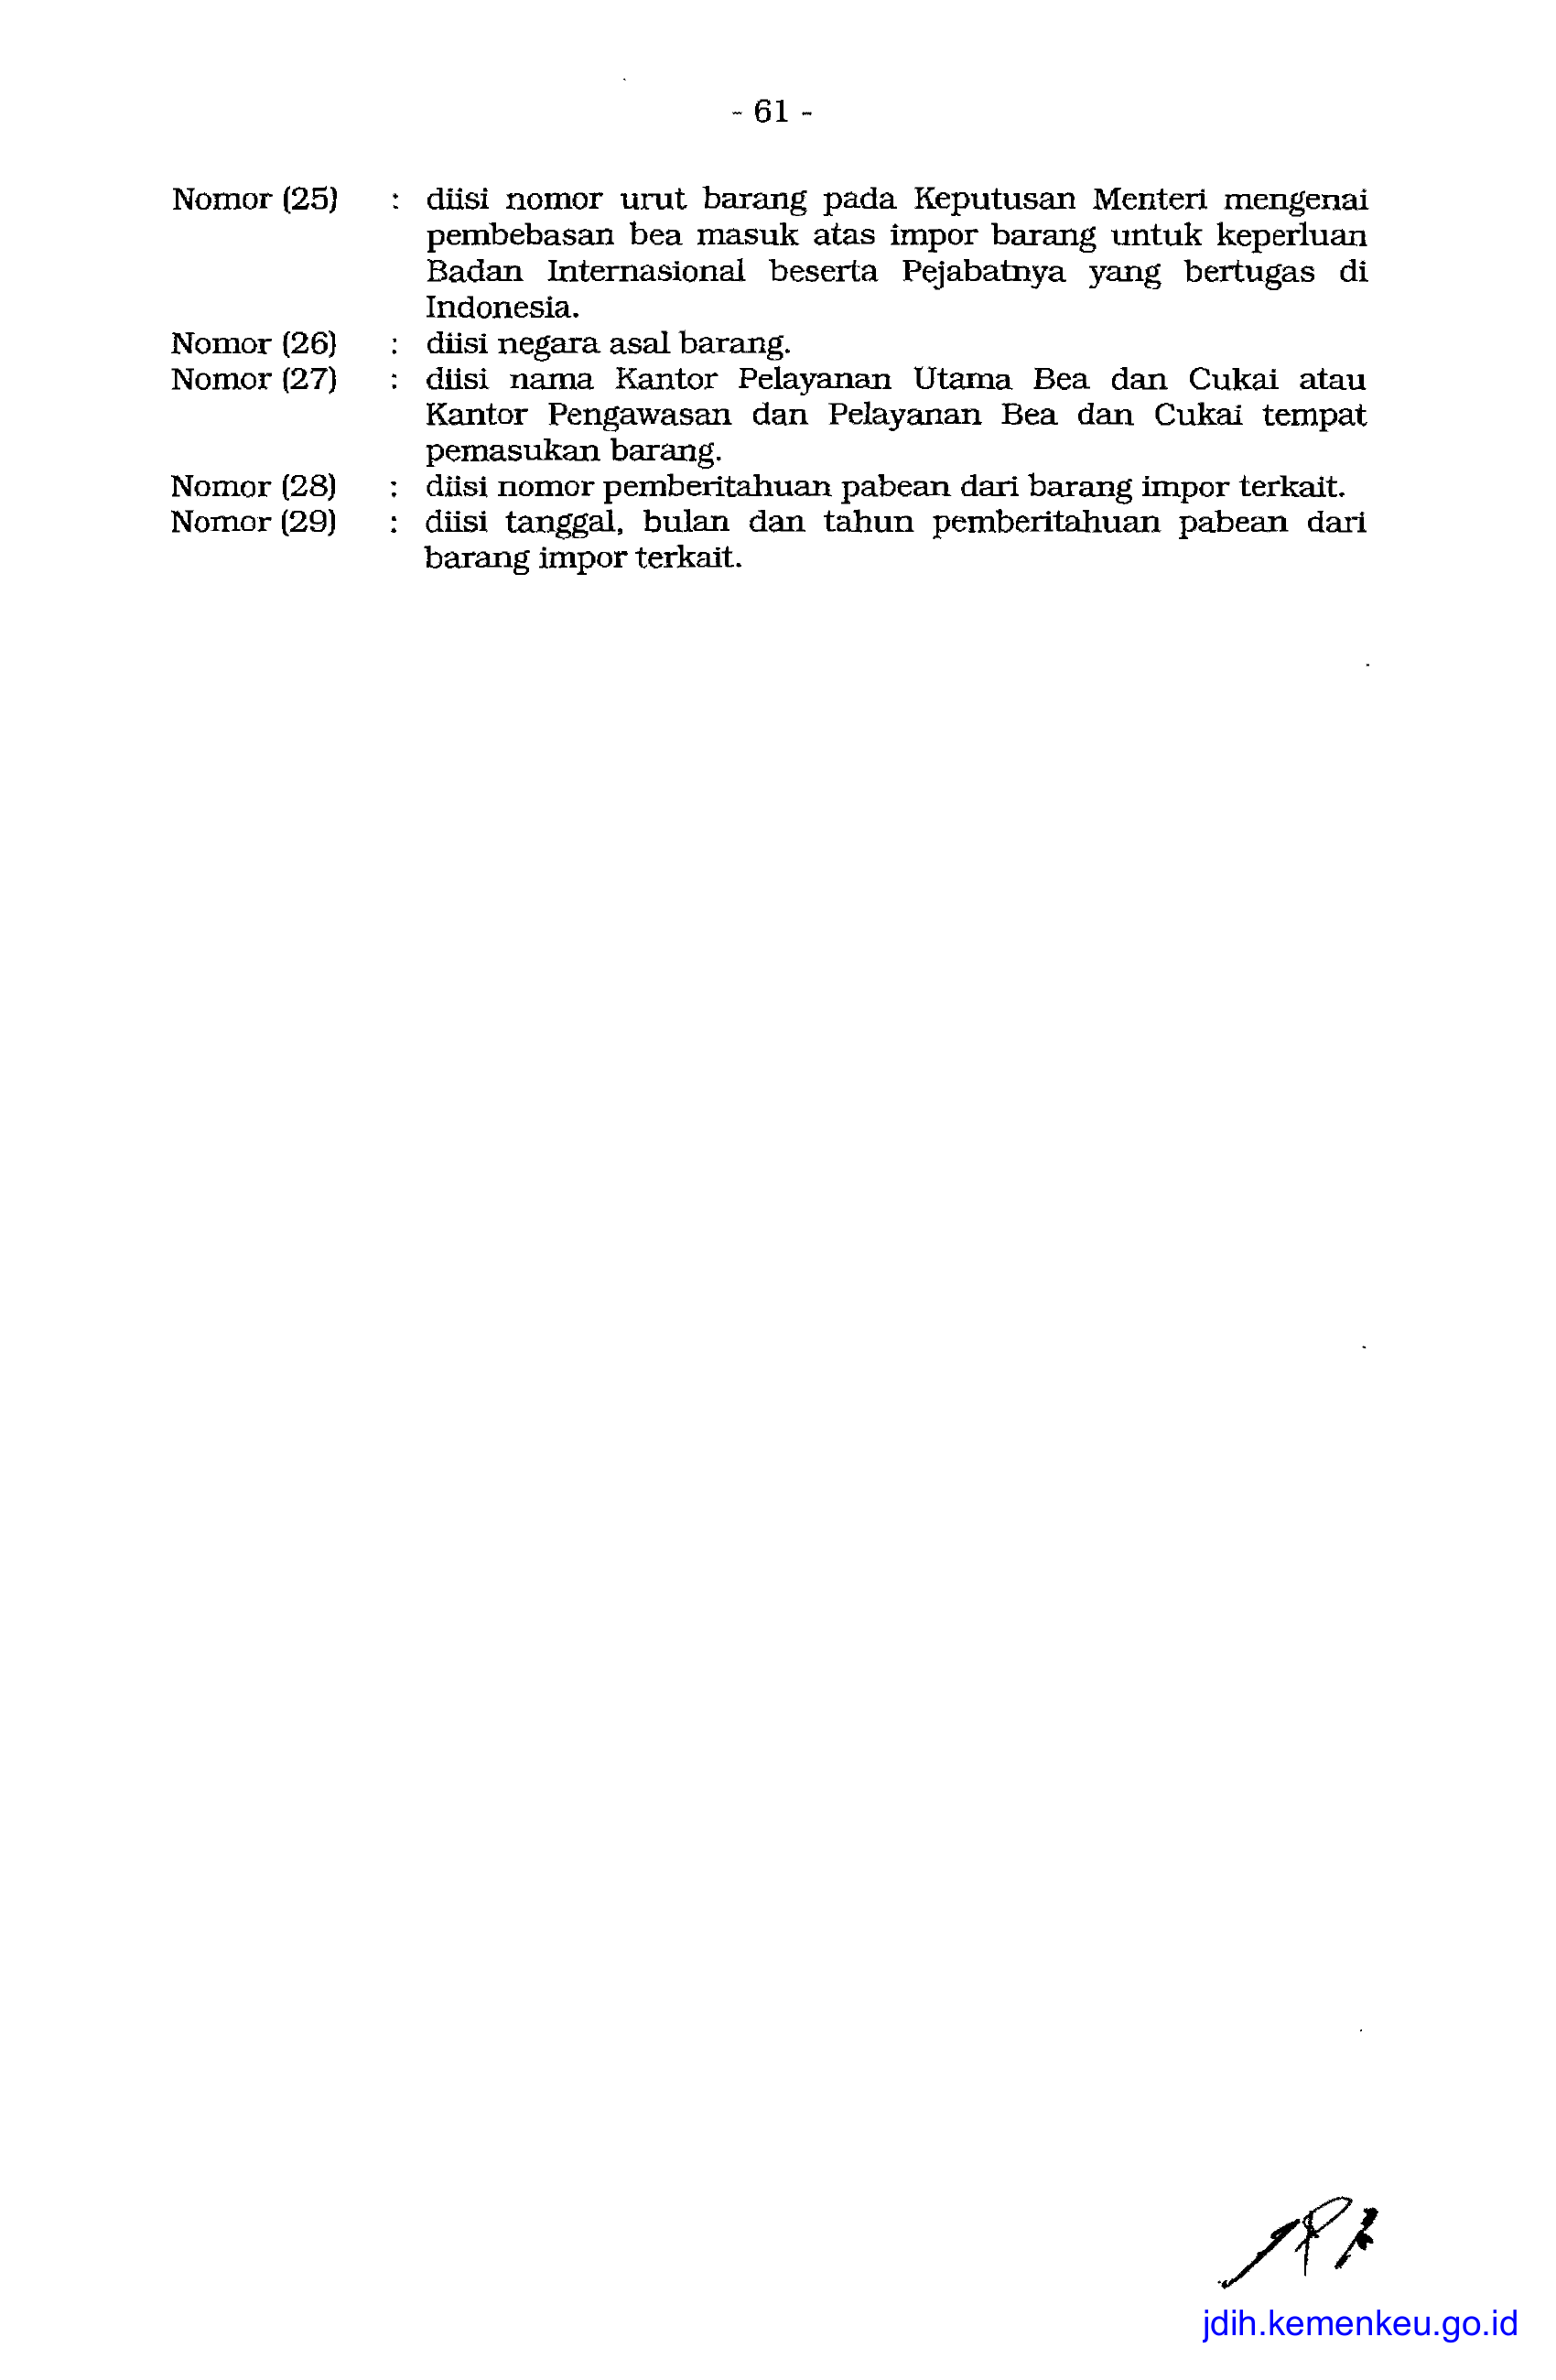 - 61 -
Nomor (25) : diisi nomor urut barang pada Keputusan Menteri mengenai
pembebasan bea masuk atas impor barang untuk keperluan
Badan Internasional beserta Pejabatnya yang bertugas di
Indonesia.
Nomor (26) : diisi negara asal barang.
Nomor (27) : diisi nama Kantor Pelayanan Utama Bea dan Cukai atau
Kantor Pengawasan dan Pelayanan Bea dan Cukai tempat
pemasukan barang.
Nomor (28) : diisi nomor pemberitahuan pabean dari barang impor terkait.
Nomor (29) : diisi tanggal, bulan dan tahun pemberitahuan pabean dari
barang impor terkait.
jdih.kemenkeu.go.id